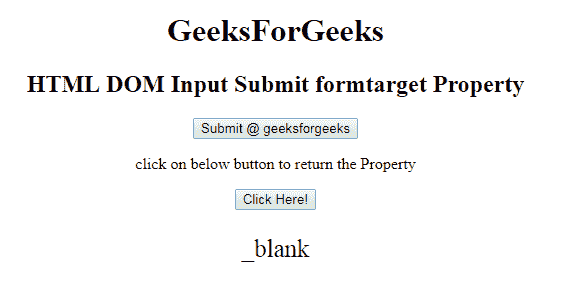 GeeksForGeeks
HTML DOM Input Submit formtarget Property
Submit @ geeksforgeeks
click on below button to return the Property
Click Here!
_blank